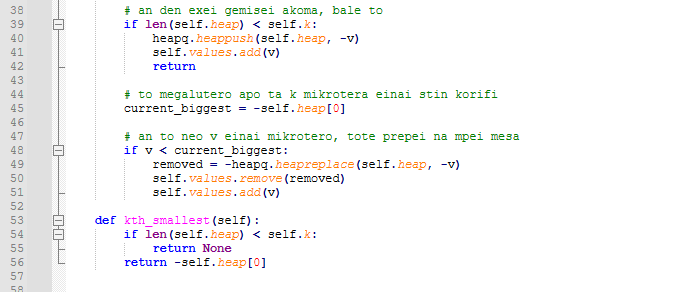 38 # an den exei gemisei akoma, bale to
39 if len(self.heap) < self.k:
40 heapq.heappush(self.heap, -v)
41 self.values.add(v)
42 return
43
44 # to megalutero apo ta k mikrotera einai stin korifi
45 current_biggest = -self.heap[0]
46
47 # an to neo v einai mikrotero, tote prepei na mpei mesa
48 if v < current_biggest:
49 removed = -heapq.heapreplace(self.heap, -v)
50 self.values.remove(removed)
51 self.values.add(v)
52
53 def kth_smallest(self):
54 if len(self.heap) < self.k:
55 return None
56 return -self.heap[0]
57
58